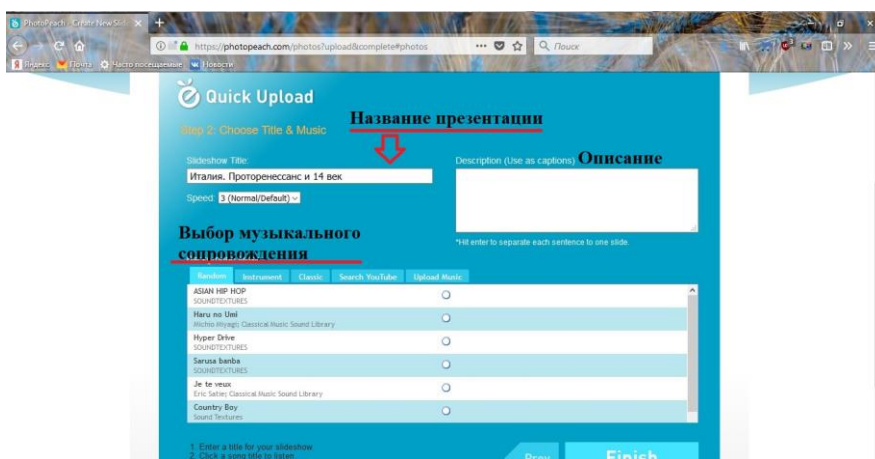 PhotoPeach - Create New Slide
https://photopeach.com/photos?upload&complete#photos
Поиск
Яндекс Почта Часто посещаемые Новости
Quick Upload
Step 2: Choose Title & Music
Название презентации
Slideshow Title:
Description (Use as captions) Описание
Италия. Проторенессанс и 14 век
Speed: 3 (Normal/Default)
*Hit enter to separate each sentence to one slide.
Выбор музыкального
сопровождения
Random Instrument Classic Search YouTube Upload Music
ASIAN HIP HOP
SOUNDTEXTURES
Haru no Umi
Michio Miyagi; Classical Music Sound Library
Hyper Drive
SOUNDTEXTURES
Sarusa banba
SOUNDTEXTURES
Je te veux
Eric Satie; Classical Music Sound Library
Country Boy
Sound Textures
1. Enter a title for your slideshow.
2. Click a song title to listen.
Prev Finish